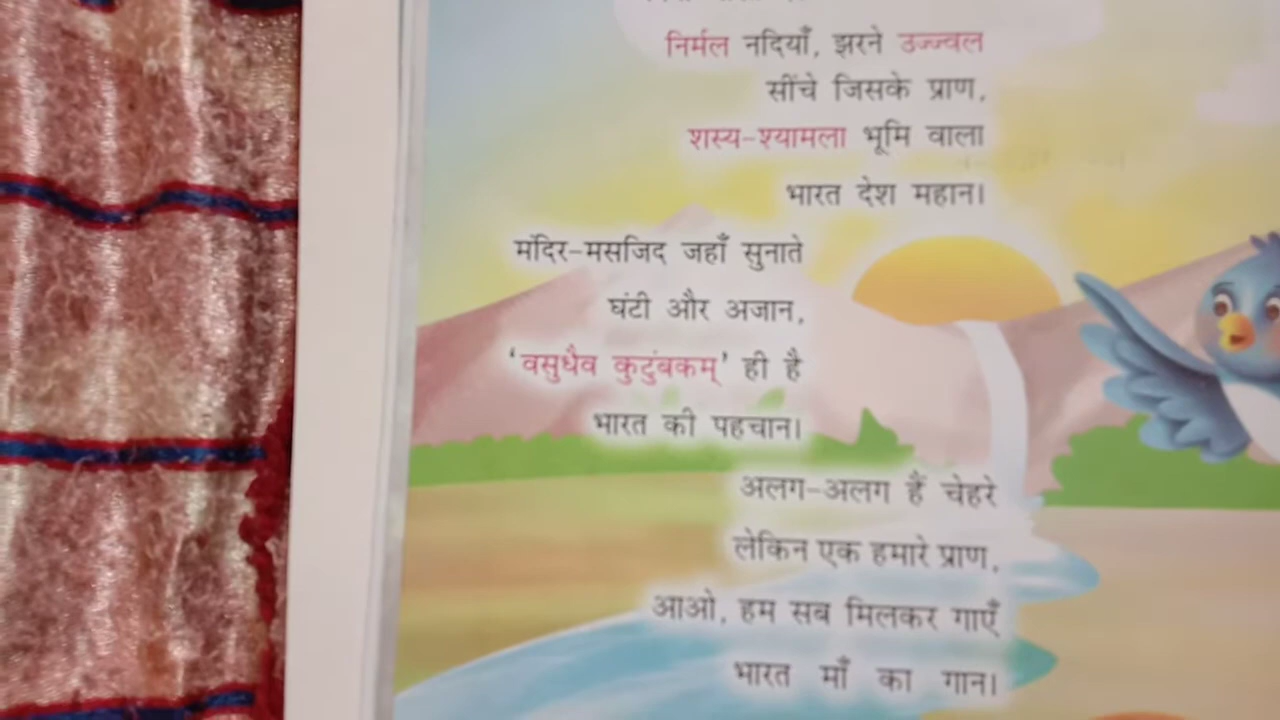 निर्मल नदियाँ, झरने उज्ज्वल
सींचे जिसके प्राण,
शस्य-श्यामला भूमि वाला
भारत देश महान।
मंदिर-मसजिद जहाँ सुनाते
घंटी और अजान,
‘वसुधैव कुटुंबकम्’ ही है
भारत की पहचान।
अलग-अलग हैं चेहरे
लेकिन एक हमारे प्राण,
आओ, हम सब मिलकर गाएँ
भारत माँ का गान।